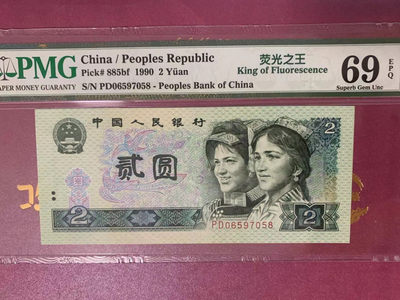 PMG
PAPER MONEY GUARANTY
China / Peoples Republic
Pick# 885bf 1990 2 Yüan
S/N PD06597058 - Peoples Bank of China
荧光之王
King of Fluorescence
69
EPQ
Superb Gem Unc
中国人民银行
2
贰圆
2
PD06597058
2